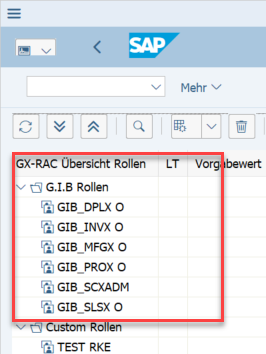 SAP
Mehr
GX-RAC Übersicht Rollen LT Vorgabewert
G.I.B Rollen
GIB_DPLX O
GIB_INVX O
GIB_MFGX O
GIB_PROX O
GIB_SCXADM
GIB_SLSX O
Custom Rollen
TEST RKE